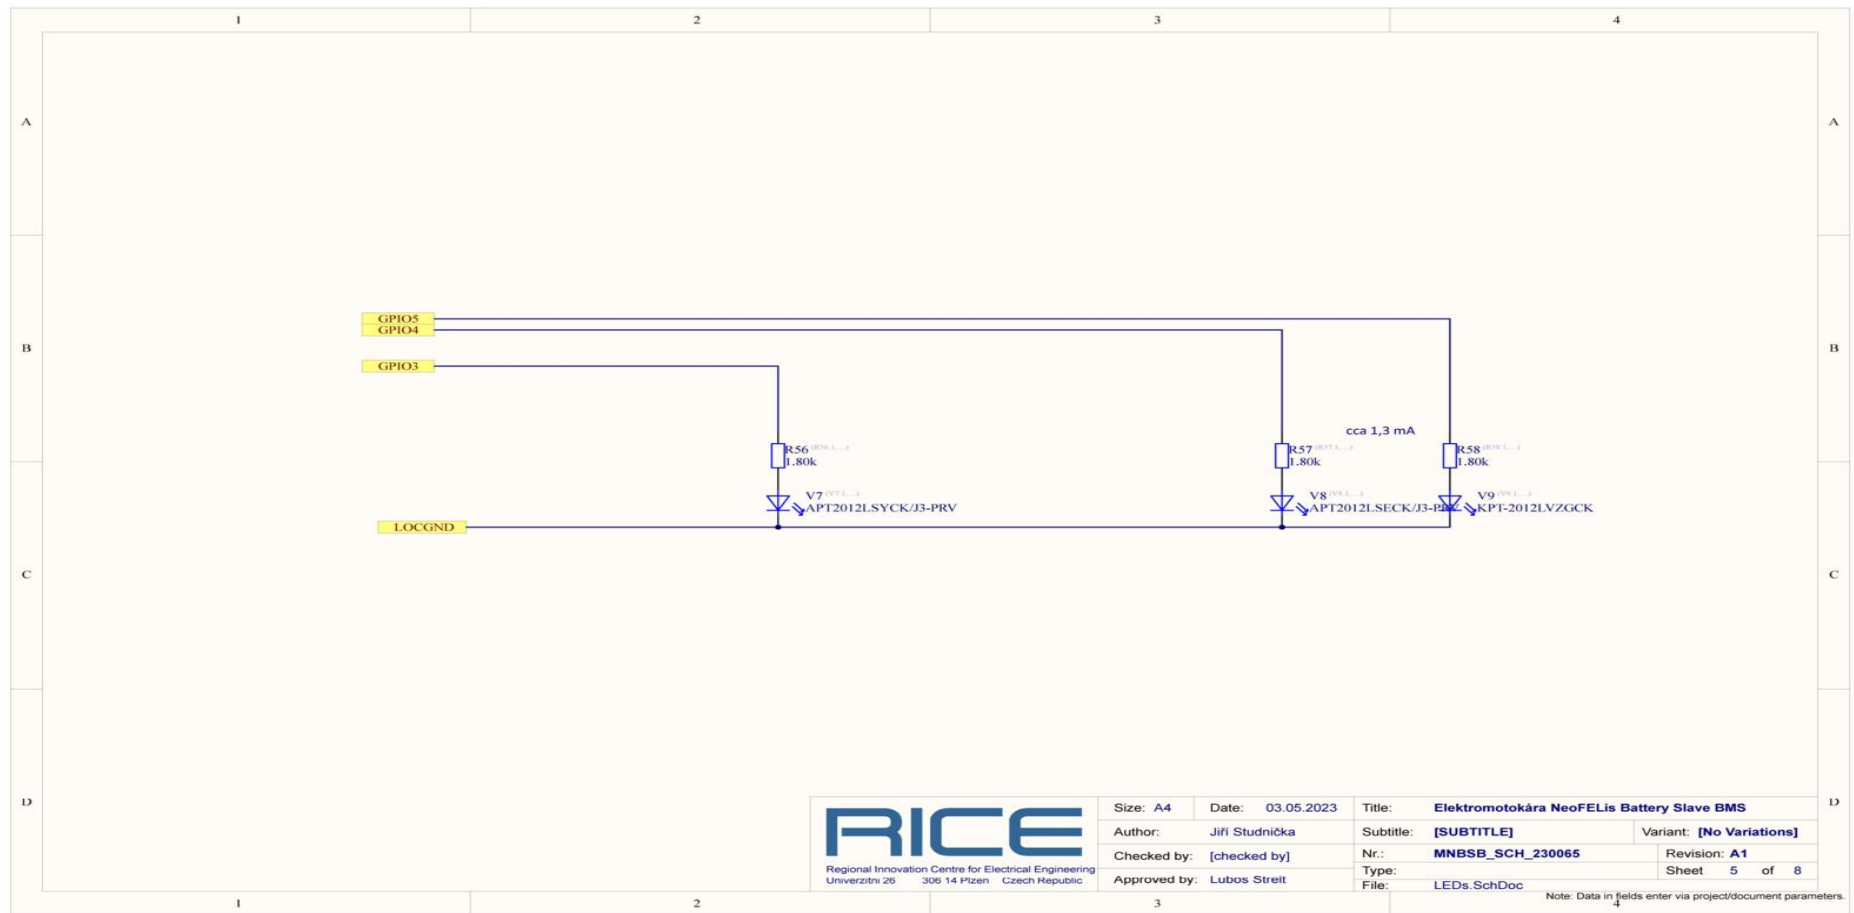 1 2 3 4
A A
GPIO5
GPIO4
B B
GPIO3
cca 1,3 mA
R56 R57 R58
1.80k 1.80k 1.80k
V7 V8 V9
APT2012LSYCK/J3-PRV APT2012LSECK/J3-PRV KPT-2012LVZGCK
LOCGND
C C
D D
RICE
Regional Innovation Centre for Electrical Engineering
Univerzitni 26 306 14 Plzen Czech Republic
Size: A4 Date: 03.05.2023 Title: Elektromotokára NeoFELis Battery Slave BMS
Author: Jiří Studnička Subtitle: [SUBTITLE] Variant: [No Variations]
Checked by: [checked by] Nr.: MNBSB_SCH_230065 Revision: A1
Type: Sheet 5 of 8
Approved by: Lubos Streit File: LEDs.SchDoc
Note: Data in fields enter via project/document parameters.
1 2 3 4